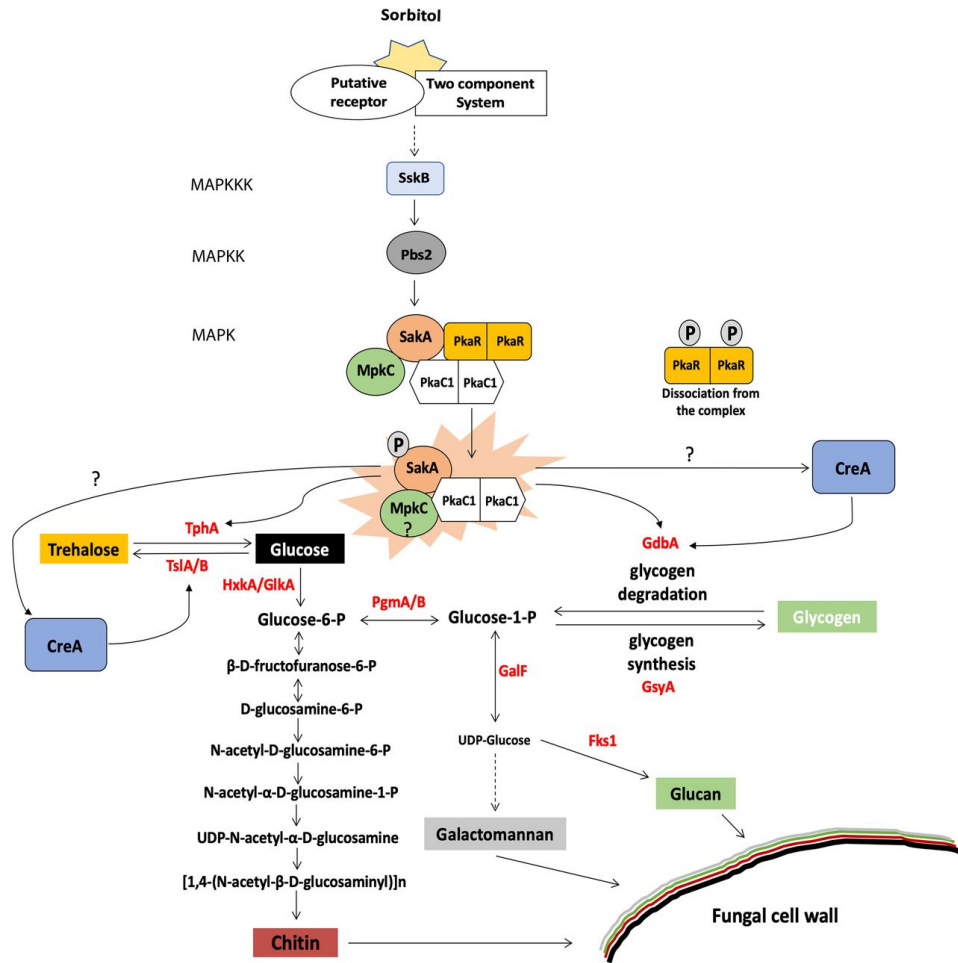 Sorbitol
Putative
receptor
Two component
System
MAPKKK
SskB
MAPKK
Pbs2
MAPK
SakA
PkaR
PkaR
MpkC
PkaC1
PkaC1
P
P
PkaR
PkaR
Dissociation from
the complex
P
SakA
MpkC
?
PkaC1
PkaC1
?
?
CreA
TphA
Trehalose
Glucose
TslA/B
HxkA/GlkA
GdbA
glycogen
degradation
PgmA/B
Glucose-6-P
Glucose-1-P
Glycogen
CreA
glycogen
synthesis
GsyA
β-D-fructofuranose-6-P
GalF
D-glucosamine-6-P
N-acetyl-D-glucosamine-6-P
UDP-Glucose
Fks1
N-acetyl-α-D-glucosamine-1-P
Glucan
UDP-N-acetyl-α-D-glucosamine
Galactomannan
[1,4-(N-acetyl-β-D-glucosaminyl)]n
Fungal cell wall
Chitin